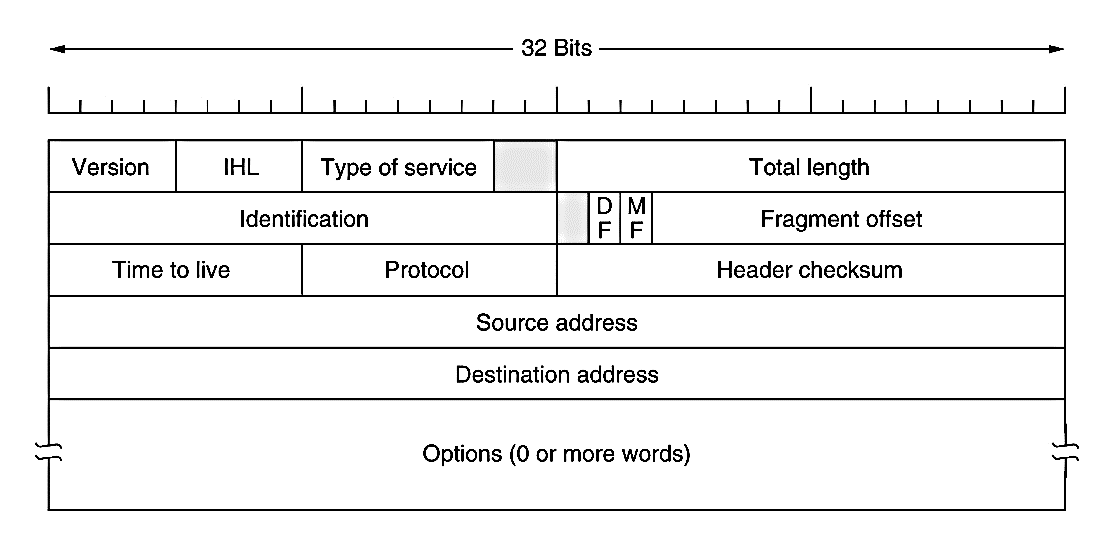 32 Bits
Version IHL Type of service Total length
Identification D F M F Fragment offset
Time to live Protocol Header checksum
Source address
Destination address
Options (0 or more words)